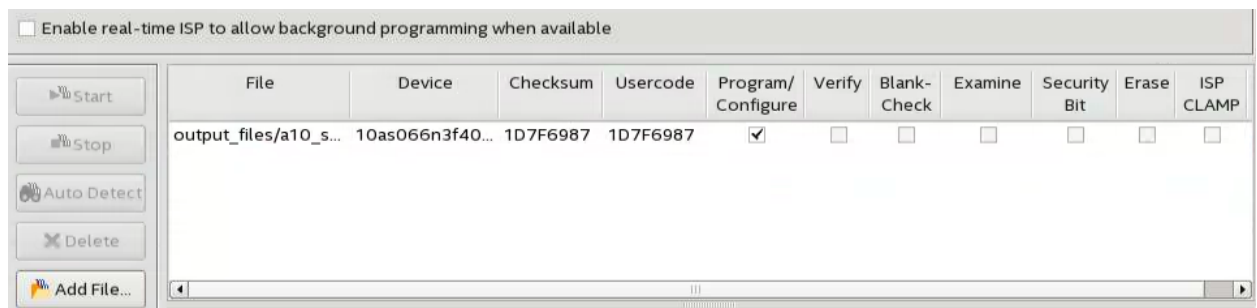 Enable real-time ISP to allow background programming when available
Start
Stop
Auto Detect
Delete
Add File...
File Device Checksum Usercode Program/ Configure Verify Blank- Check Examine Security Bit Erase ISP CLAMP
output_files/a10_s... 10as066n3f40... 1D7F6987 1D7F6987